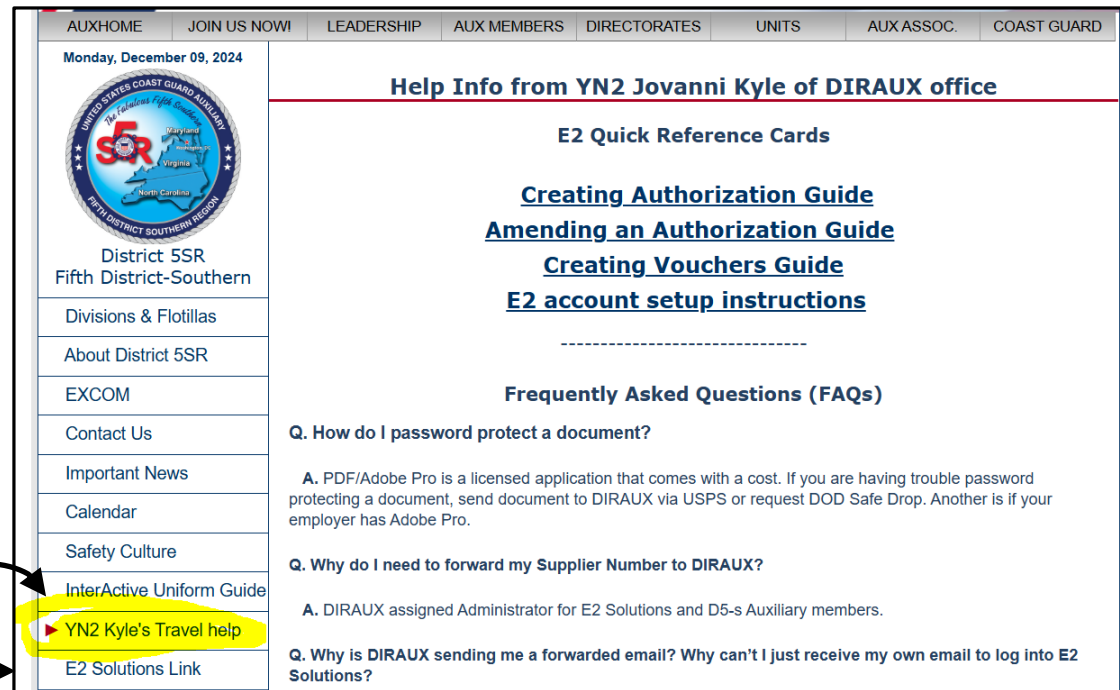 AUXHOME JOIN US NOW! LEADERSHIP AUX MEMBERS DIRECTORATES UNITS AUX ASSOC. COAST GUARD
Monday, December 09, 2024
UNITED STATES COAST GUARD AUXILIARY
The Fabulous Fifth Southern
5SR
Maryland
Washington DC
Virginia
North Carolina
FIFTH DISTRICT SOUTHERN REGION
District 5SR
Fifth District-Southern
Divisions & Flotillas
About District 5SR
EXCOM
Contact Us
Important News
Calendar
Safety Culture
InterActive Uniform Guide
YN2 Kyle's Travel help
E2 Solutions Link
Help Info from YN2 Jovanni Kyle of DIRAUX office
E2 Quick Reference Cards
Creating Authorization Guide
Amending an Authorization Guide
Creating Vouchers Guide
E2 account setup instructions
-------------------------------
Frequently Asked Questions (FAQs)
Q. How do I password protect a document?
A. PDF/Adobe Pro is a licensed application that comes with a cost. If you are having trouble password
protecting a document, send document to DIRAUX via USPS or request DOD Safe Drop. Another is if your
employer has Adobe Pro.
Q. Why do I need to forward my Supplier Number to DIRAUX?
A. DIRAUX assigned Administrator for E2 Solutions and D5-s Auxiliary members.
Q. Why is DIRAUX sending me a forwarded email? Why can't I just receive my own email to log into E2
Solutions?